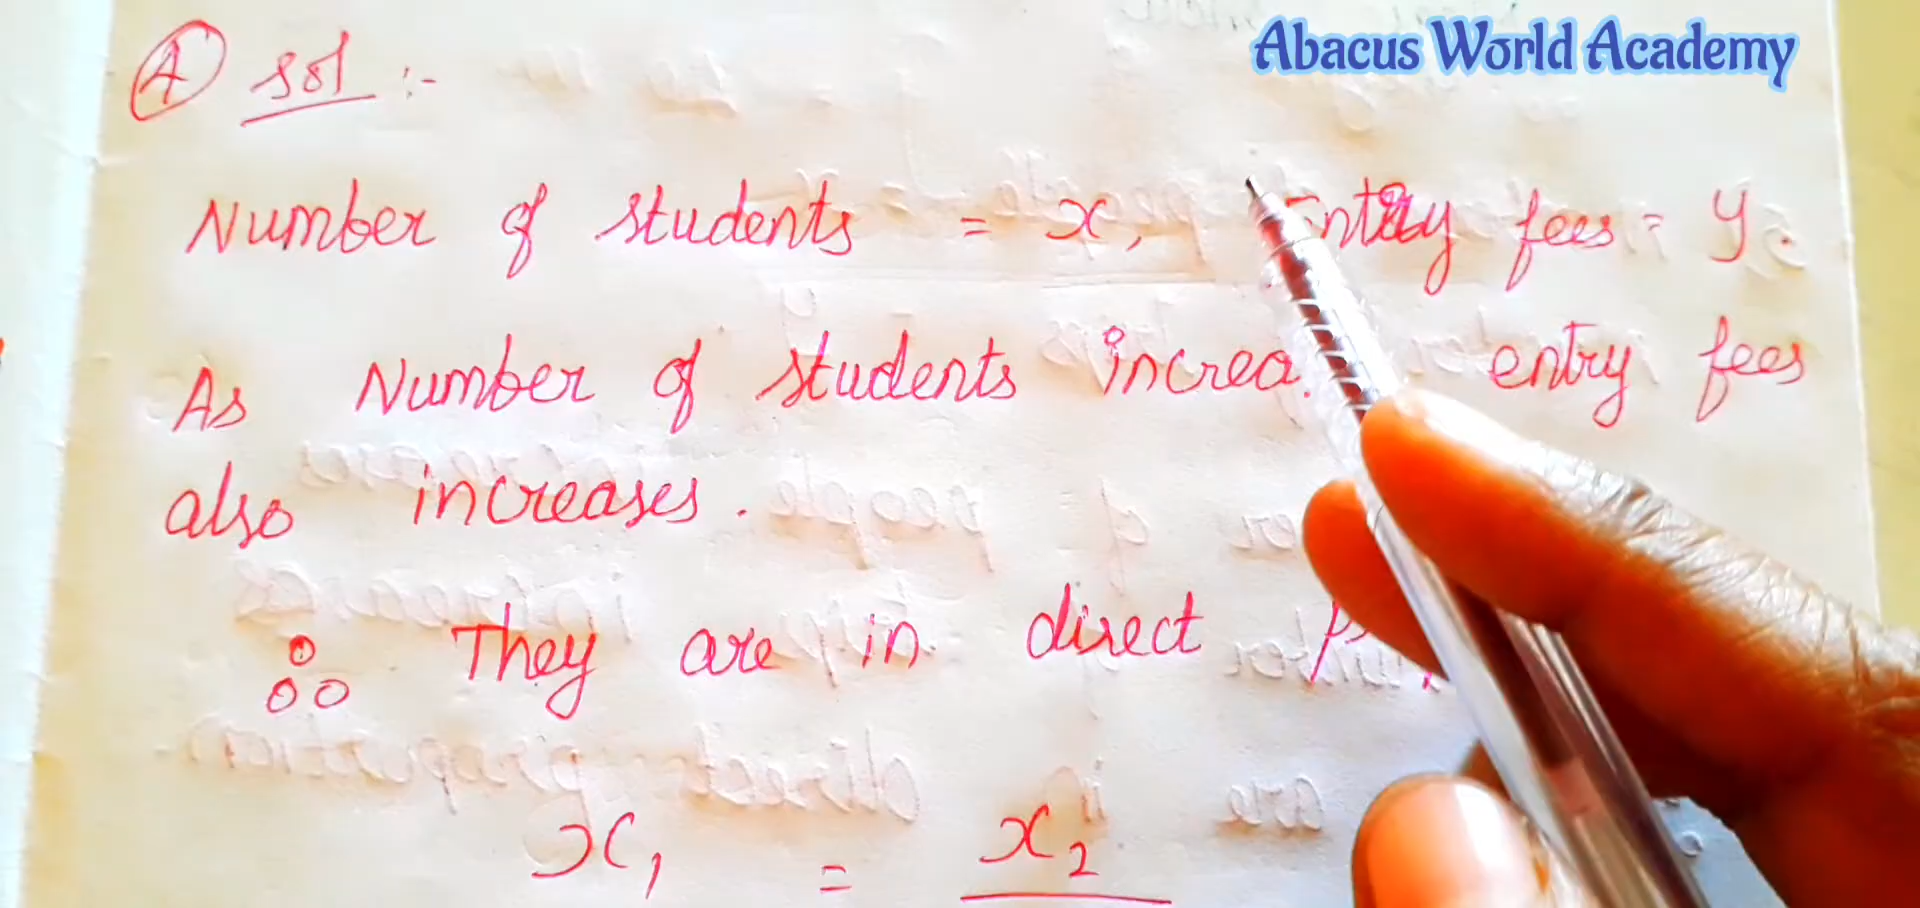 Abacus World Academy
4 Sol :-
Number of students = x, Entry fees = y.
As Number of students increa entry fees
also increases.
∴ They are in direct
x₁ = x₂